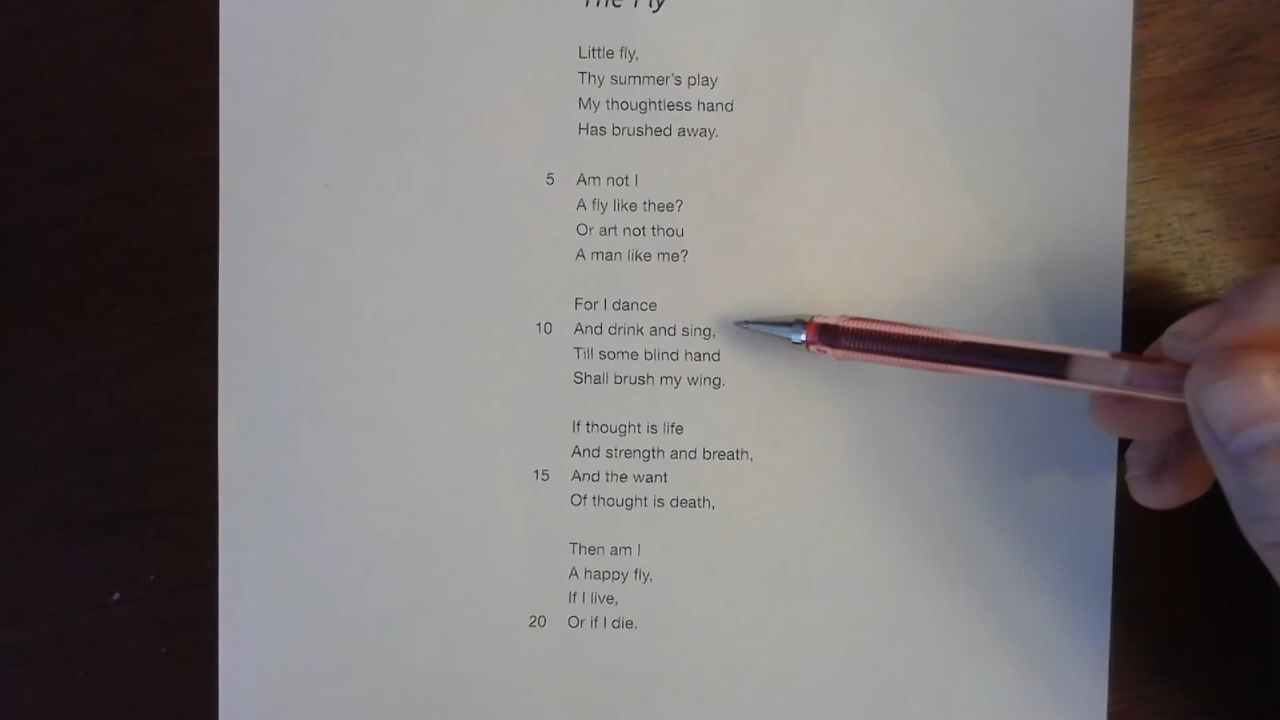 The Fly
Little fly,
Thy summer's play
My thoughtless hand
Has brushed away.
5 Am not I
A fly like thee?
Or art not thou
A man like me?
For I dance
10 And drink and sing,
Till some blind hand
Shall brush my wing.
If thought is life
And strength and breath,
15 And the want
Of thought is death,
Then am I
A happy fly,
If I live,
20 Or if I die.